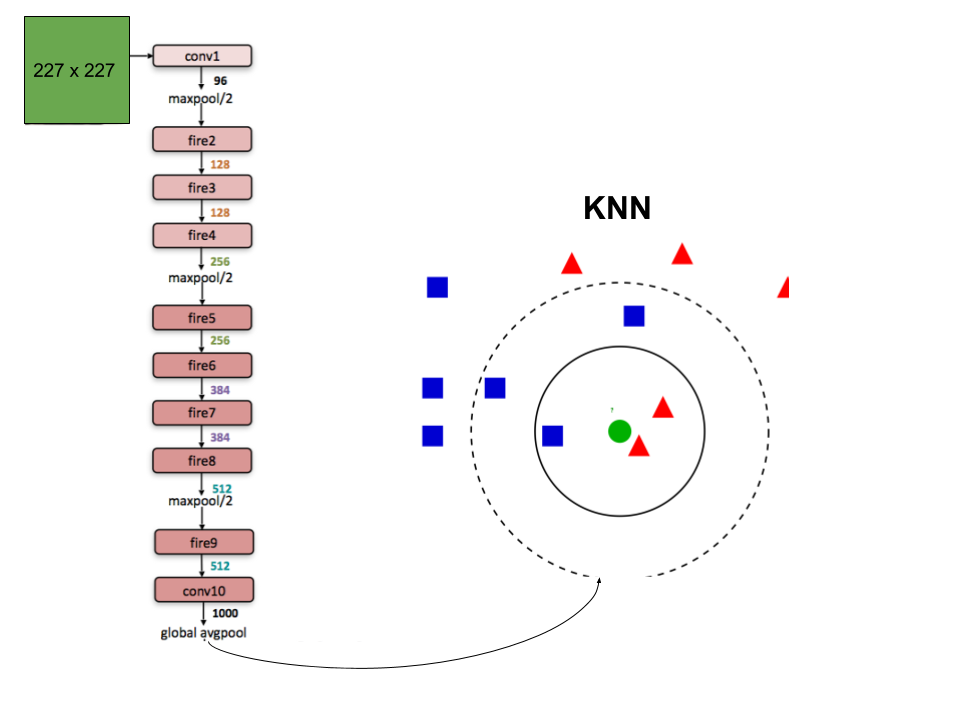 227 x 227
conv1
96
maxpool/2
fire2
128
fire3
128
fire4
256
maxpool/2
fire5
256
fire6
384
fire7
384
fire8
512
maxpool/2
fire9
512
conv10
1000
global avgpool
KNN
?